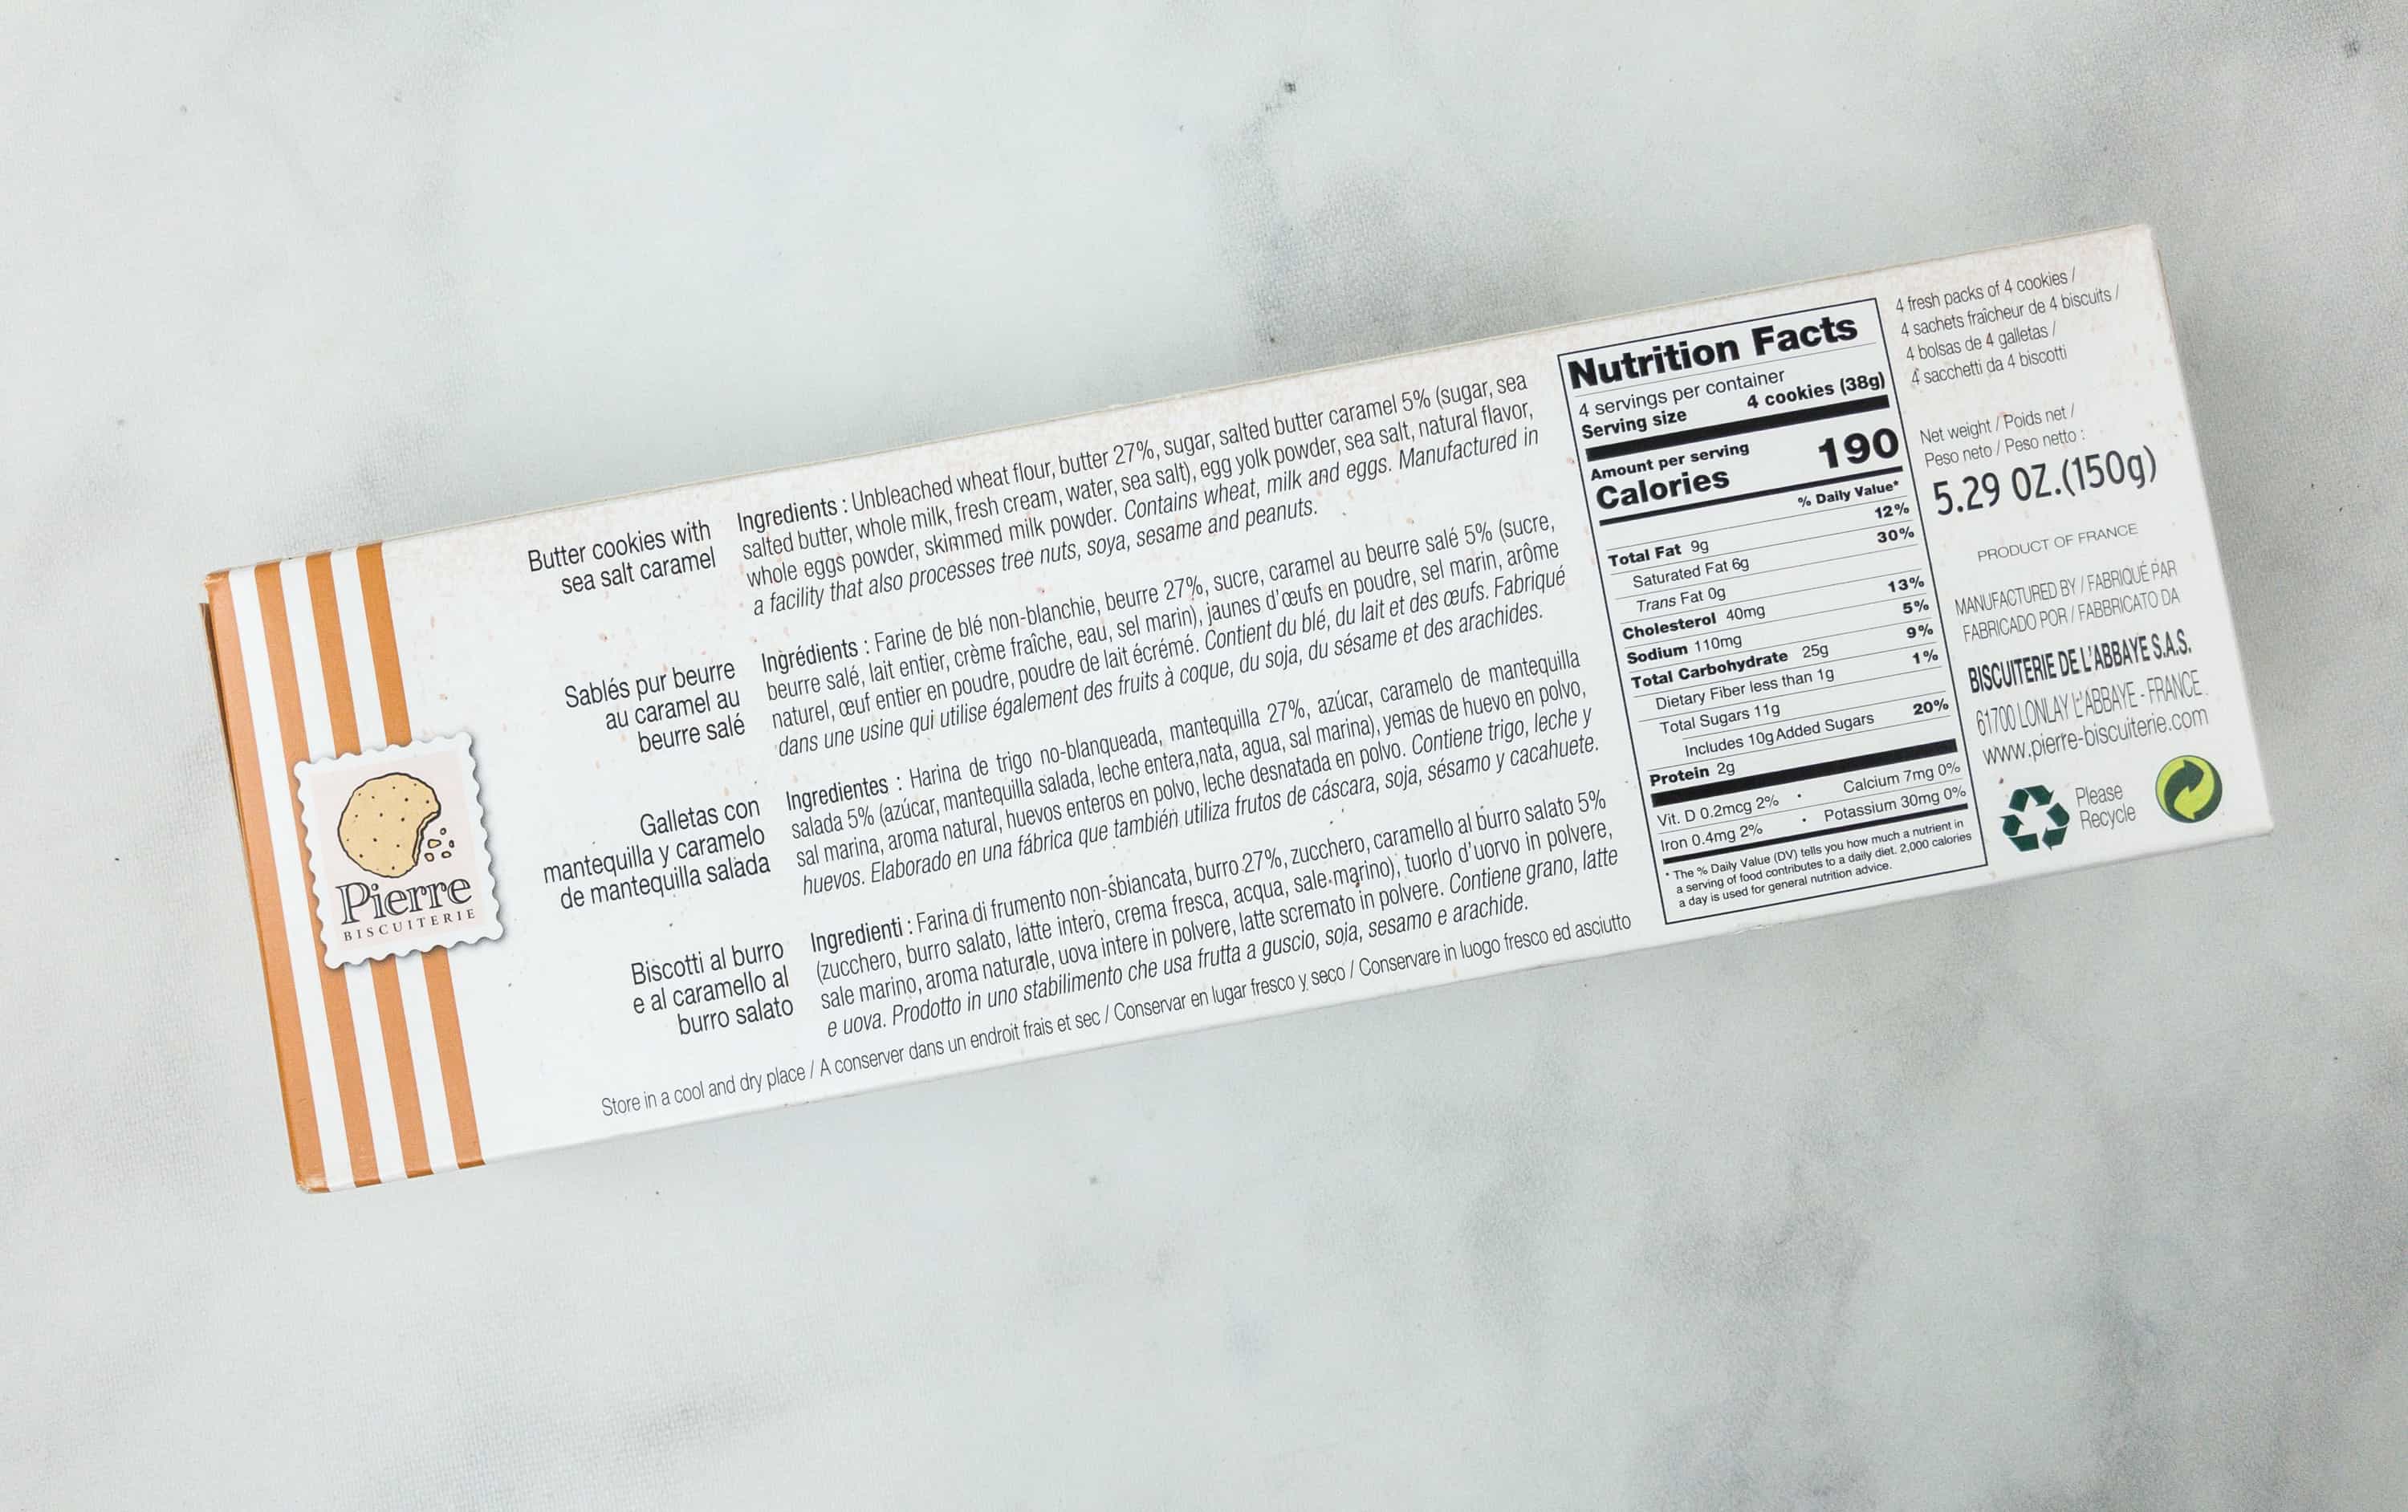 Pierre
BISCUITERIE
Butter cookies with
sea salt caramel
Ingredients : Unbleached wheat flour, butter 27%, sugar, salted butter caramel 5% (sugar, sea
salted butter, whole milk, fresh cream, water, sea salt), egg yolk powder, sea salt, natural flavor,
whole eggs powder, skimmed milk powder. Contains wheat, milk and eggs. Manufactured in
a facility that also processes tree nuts, soya, sesame and peanuts.
Sablés pur beurre
au caramel au
beurre salé
Ingrédients : Farine de blé non-blanchie, beurre 27%, sucre, caramel au beurre salé 5% (sucre,
beurre salé, lait entier, crème fraîche, eau, sel marin), jaunes d'œufs en poudre, sel marin, arôme
naturel, œuf entier en poudre, poudre de lait écrémé. Contient du blé, du lait et des œufs. Fabriqué
dans une usine qui utilise également des fruits à coque, du soja, du sésame et des arachides.
Galletas con
mantequilla y caramelo
de mantequilla salada
Ingredientes : Harina de trigo no-blanqueada, mantequilla 27%, azúcar, caramelo de mantequilla
salada 5% (azúcar, mantequilla salada, leche entera,nata, agua, sal marina), yemas de huevo en polvo,
sal marina, aroma natural, huevos enteros en polvo, leche desnatada en polvo. Contiene trigo, leche y
huevos. Elaborado en una fábrica que también utiliza frutos de cáscara, soja, sésamo y cacahuete.
Biscotti al burro
e al caramello al
burro salato
Ingredienti : Farina di frumento non-sbiancata, burro 27%, zucchero, caramello al burro salato 5%
(zucchero, burro salato, latte intero, crema fresca, acqua, sale marino), tuorlo d'uorvo in polvere,
sale marino, aroma naturale, uova intere in polvere, latte scremato in polvere. Contiene grano, latte
e uova. Prodotto in uno stabilimento che usa frutta a guscio, soja, sesamo e arachide.
Store in a cool and dry place / A conserver dans un endroit frais et sec / Conservar en lugar fresco y seco / Conservare in luogo fresco ed asciutto
Nutrition Facts
4 servings per container
Serving size 4 cookies (38g)
Amount per serving
Calories 190
% Daily Value*
Total Fat 9g 12%
Saturated Fat 6g 30%
Trans Fat 0g
Cholesterol 40mg 13%
Sodium 110mg 5%
Total Carbohydrate 25g 9%
Dietary Fiber less than 1g 1%
Total Sugars 11g
Includes 10g Added Sugars 20%
Protein 2g
Vit. D 0.2mcg 2% • Calcium 7mg 0%
Iron 0.4mg 2% • Potassium 30mg 0%
* The % Daily Value (DV) tells you how much a nutrient in
a serving of food contributes to a daily diet. 2,000 calories
a day is used for general nutrition advice.
4 fresh packs of 4 cookies /
4 sachets fraîcheur de 4 biscuits /
4 bolsas de 4 galletas /
4 sacchetti da 4 biscotti
Net weight / Poids net /
Peso neto / Peso netto :
5.29 OZ.(150g)
PRODUCT OF FRANCE
MANUFACTURED BY / FABRIQUÉ PAR
FABRICADO POR / FABBRICATO DA
BISCUITERIE DE L'ABBAYE S.A.S.
61700 LONLAY L'ABBAYE - FRANCE
www.pierre-biscuiterie.com
Please
Recycle